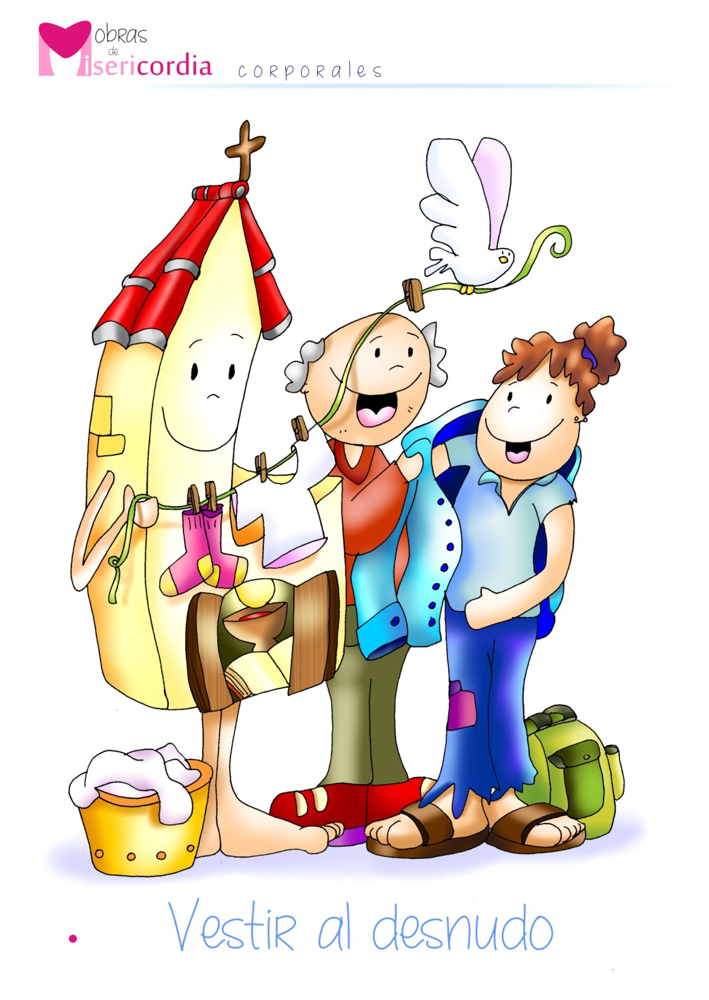 obras
de
Misericordia corporales
Vestir al desnudo